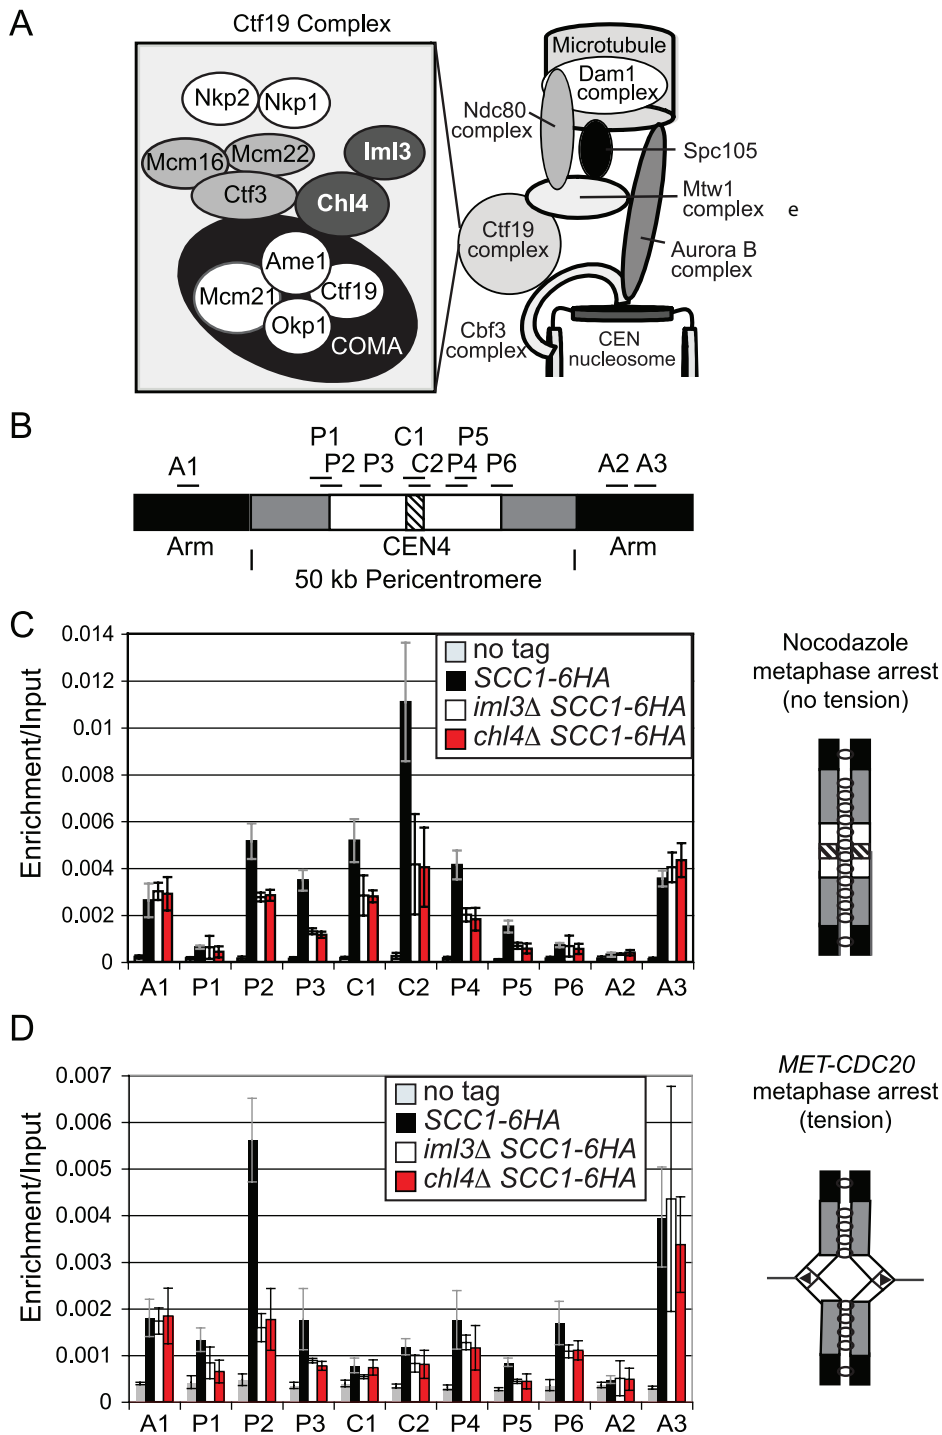 A
Ctf19 Complex
Nkp2
Nkp1
Mcm16
Mcm22
Iml3
Ctf3
Chl4
Ame1
Mcm21
Ctf19
Okp1
COMA
Microtubule
Dam1
complex
Ndc80
complex
Spc105
Mtw1
complex e
Ctf19
complex
Aurora B
complex
Cbf3
complex
CEN
nucleosome
B
P1 C1 P5
A1 P2 P3 C2 P4 P6 A2 A3
Arm CEN4 Arm
50 kb Pericentromere
C
Enrichment/Input
0.014
0.012
0.01
0.008
0.006
0.004
0.002
0
no tag
SCC1-6HA
iml3Δ SCC1-6HA
chl4Δ SCC1-6HA
A1 P1 P2 P3 C1 C2 P4 P5 P6 A2 A3
Nocodazole
metaphase arrest
(no tension)
D
Enrichment/Input
0.007
0.006
0.005
0.004
0.003
0.002
0.001
0
no tag
SCC1-6HA
iml3Δ SCC1-6HA
chl4Δ SCC1-6HA
A1 P1 P2 P3 C1 C2 P4 P5 P6 A2 A3
MET-CDC20
metaphase arrest
(tension)